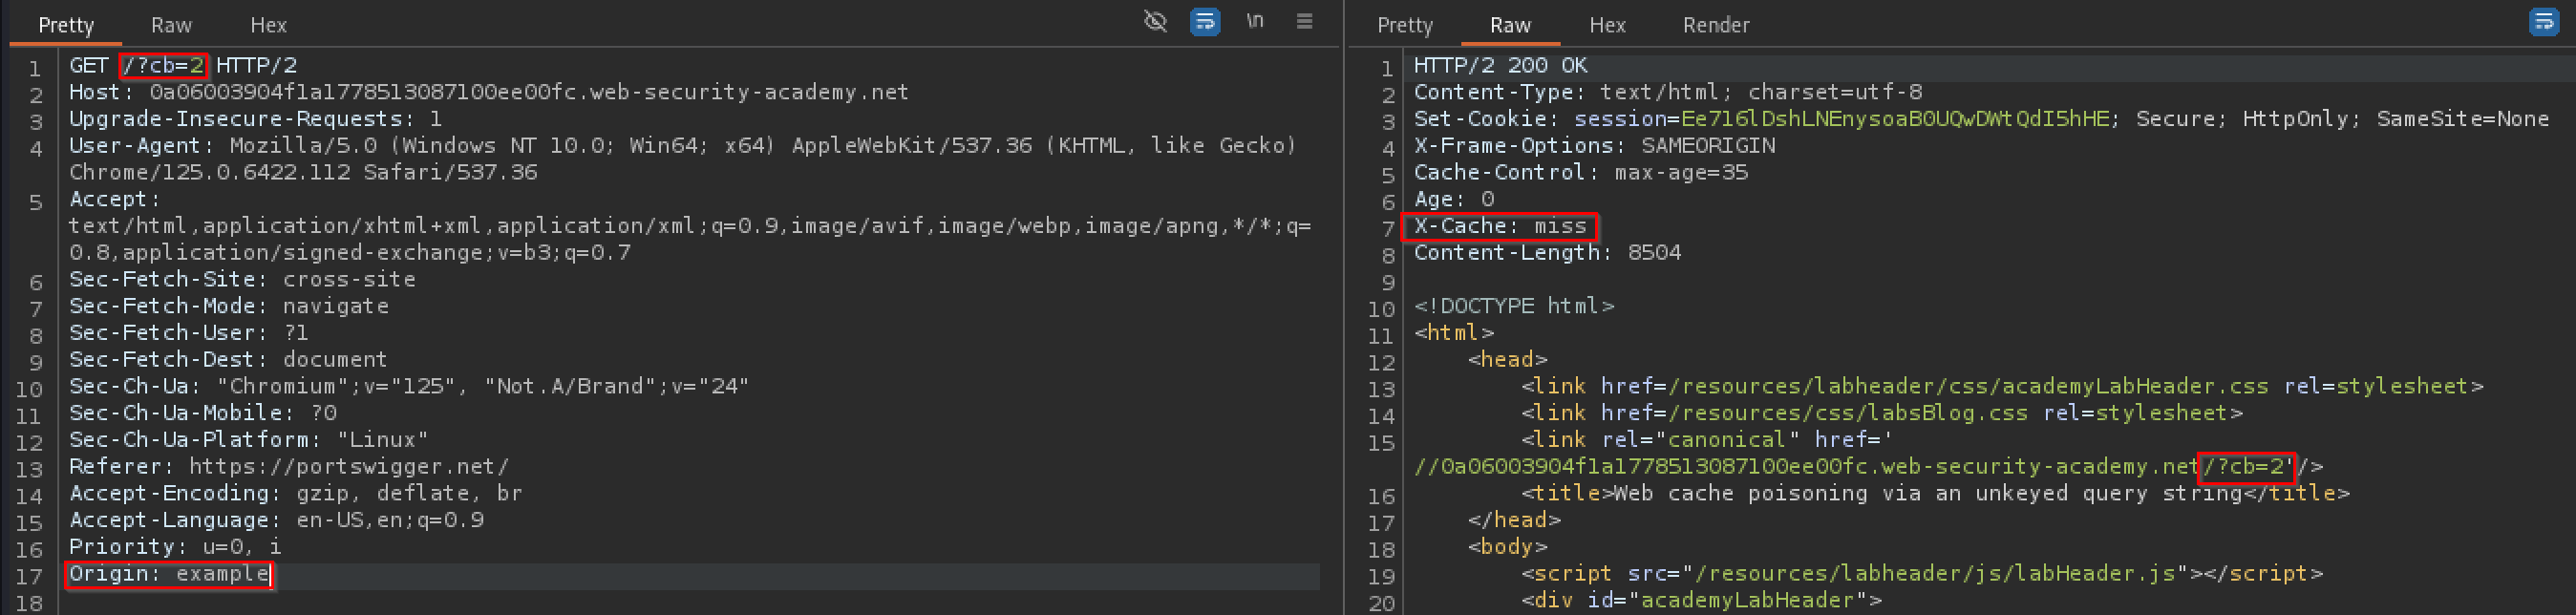 Pretty Raw Hex \n
1 GET /?cb=2 HTTP/2
2 Host: 0a06003904f1a1778513087100ee00fc.web-security-academy.net
3 Upgrade-Insecure-Requests: 1
4 User-Agent: Mozilla/5.0 (Windows NT 10.0; Win64; x64) AppleWebKit/537.36 (KHTML, like Gecko)
Chrome/125.0.6422.112 Safari/537.36
5 Accept:
text/html,application/xhtml+xml,application/xml;q=0.9,image/avif,image/webp,image/apng,*/*;q=
0.8,application/signed-exchange;v=b3;q=0.7
6 Sec-Fetch-Site: cross-site
7 Sec-Fetch-Mode: navigate
8 Sec-Fetch-User: ?1
9 Sec-Fetch-Dest: document
10 Sec-Ch-Ua: "Chromium";v="125", "Not.A/Brand";v="24"
11 Sec-Ch-Ua-Mobile: ?0
12 Sec-Ch-Ua-Platform: "Linux"
13 Referer: https://portswigger.net/
14 Accept-Encoding: gzip, deflate, br
15 Accept-Language: en-US,en;q=0.9
16 Priority: u=0, i
17 Origin: example
18
Pretty Raw Hex Render
1 HTTP/2 200 OK
2 Content-Type: text/html; charset=utf-8
3 Set-Cookie: session=Ee716lDshLNEnysoaB0UQwDWtQdI5hHE; Secure; HttpOnly; SameSite=None
4 X-Frame-Options: SAMEORIGIN
5 Cache-Control: max-age=35
6 Age: 0
7 X-Cache: miss
8 Content-Length: 8504
9
10 <!DOCTYPE html>
11 <html>
12 <head>
13 <link href=/resources/labheader/css/academyLabHeader.css rel=stylesheet>
14 <link href=/resources/css/labsBlog.css rel=stylesheet>
15 <link rel="canonical" href='
//0a06003904f1a1778513087100ee00fc.web-security-academy.net/?cb=2'/>
16 <title>Web cache poisoning via an unkeyed query string</title>
17 </head>
18 <body>
19 <script src="/resources/labheader/js/labHeader.js"></script>
20 <div id="academyLabHeader">